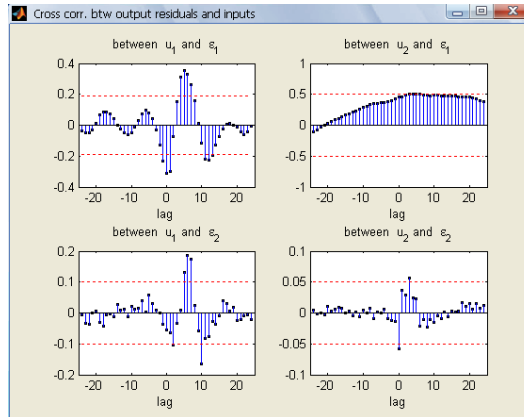 Cross corr. btw output residuals and inputs
between u₁ and ε₁
0.4
0.2
0
-0.2
-0.4
-20 -10 0 10 20
lag
between u₂ and ε₁
1
0.5
0
-0.5
-1
-20 -10 0 10 20
lag
between u₁ and ε₂
0.2
0.1
0
-0.1
-0.2
-20 -10 0 10 20
lag
between u₂ and ε₂
0.1
0.05
0
-0.05
-0.1
-20 -10 0 10 20
lag